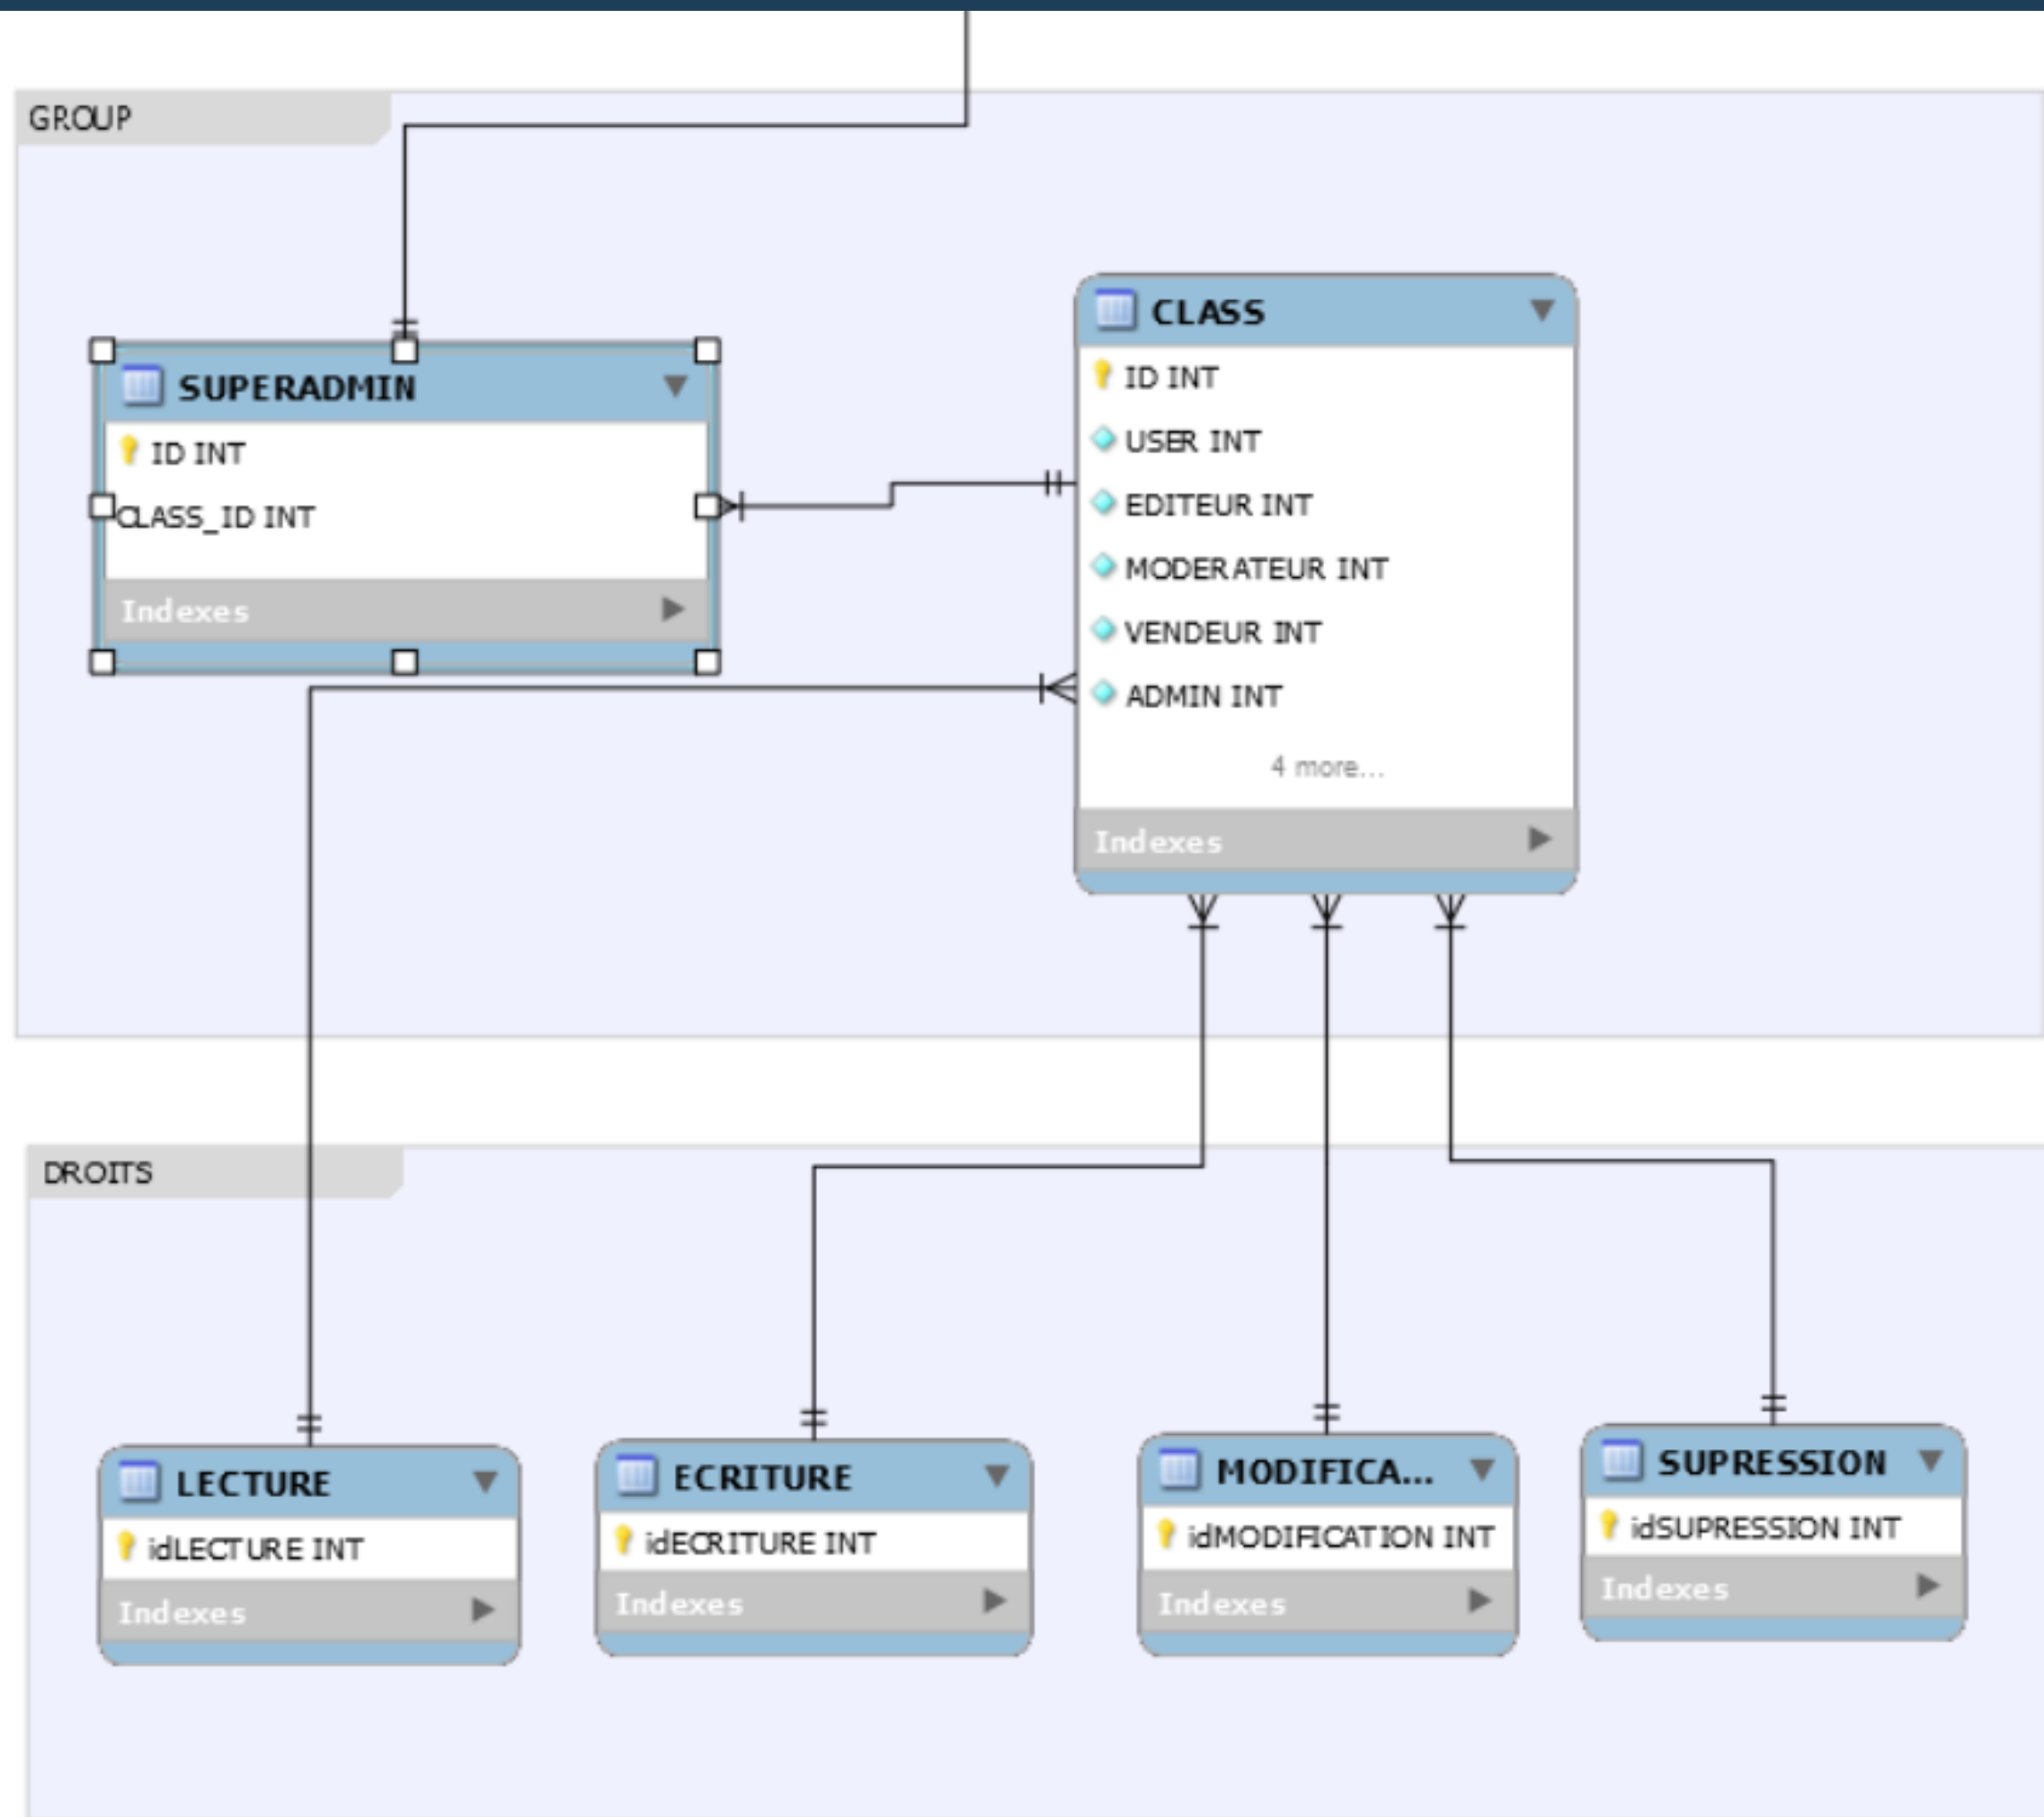 GROUP
SUPERADMIN
ID INT
CLASS_ID INT
Indexes
CLASS
ID INT
USER INT
EDITEUR INT
MODERATEUR INT
VENDEUR INT
ADMIN INT
4 more...
Indexes
DROITS
LECTURE
idLECTURE INT
Indexes
ECRITURE
idECRITURE INT
Indexes
MODIFICA...
idMODIFICATION INT
Indexes
SUPRESSION
idSUPRESSION INT
Indexes